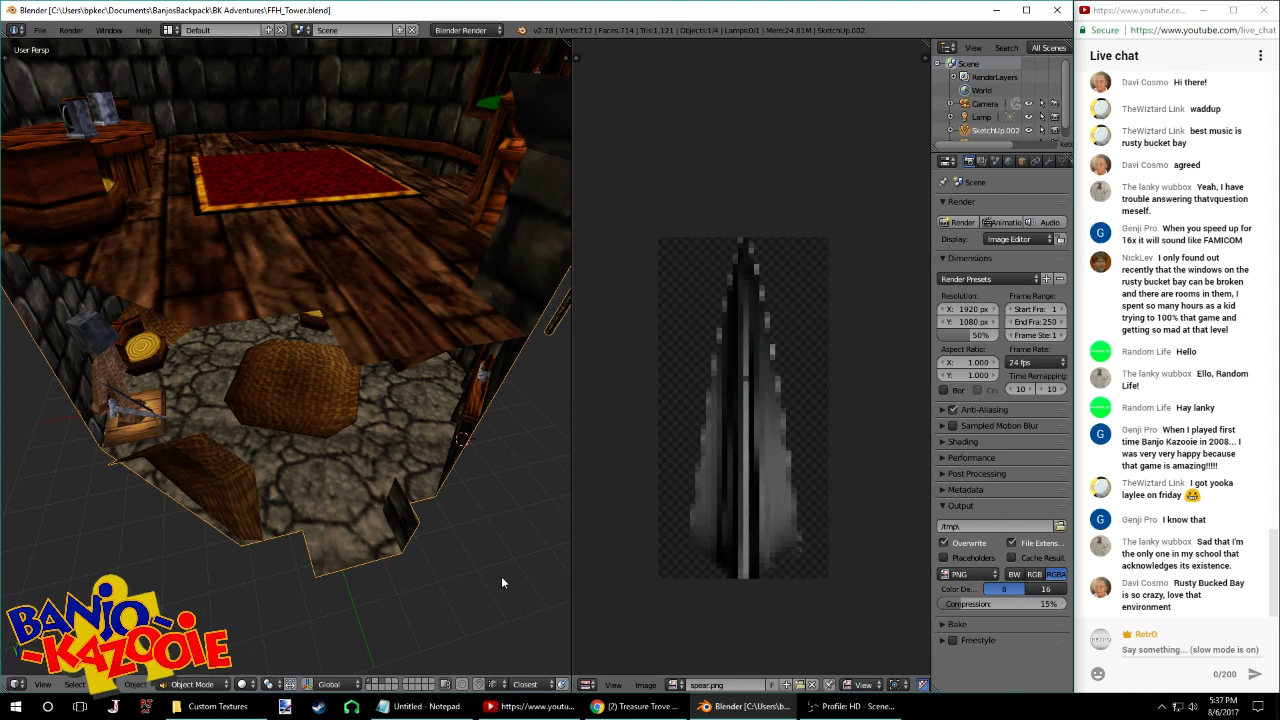 Blender [C:\Users\bpkec\BanjosBackpack\BK Adventures\FFH_Tower.blend]
File Render Window Help Default Scene Blender Render v2.78 | Verts:712 | Faces:714 | Tris:1,121 | Objects:1/4 | Lamps:0/1 | Mem:24.81M | SketchUp.002
User Persp
View Search All Scenes
Scene
RenderLayers
World
Camera
Lamp
SketchUp.002
Scene
Render
Render Animatio Audio
Display: Image Editor
Dimensions
Render Presets
Resolution: Frame Range:
X: 1920 px Start Fra: 1
Y: 1080 px End Fra: 250
50% Frame Ste: 1
Aspect Ratio: Frame Rate:
X: 1.000 24 fps
Y: 1.000 Time Remapping:
Bor Cro 10 10
Anti-Aliasing
Sampled Motion Blur
Shading
Performance
Post Processing
Metadata
Output
/tmp\
Overwrite File Extens...
Placeholders Cache Result
PNG BW RGB RGBA
Color De... 8 16
Compression: 15%
Bake
Freestyle
BANJO-
-KAZOOIE
View Select Object Object Mode Global Closest
View Image spear.png F View
https://www.youtube.co...
Secure https://www.youtube.com/live_chat
Live chat
Davi Cosmo Hi there!
TheWiztard Link waddup
TheWiztard Link best music is
rusty bucket bay
Davi Cosmo agreed
The lanky wubbox Yeah, I have
trouble answering thatvquestion
meself.
Genji Pro When you speed up for
16x it will sound like FAMICOM
NickLev I only found out
recently that the windows on the
rusty bucket bay can be broken
and there are rooms in them, I
spent so many hours as a kid
trying to 100% that game and
getting so mad at that level
Random Life Hello
The lanky wubbox Ello, Random
Life!
Random Life Hay lanky
Genji Pro When I played first
time Banjo Kazooie in 2008... I
was very very happy because
that game is amazing!!!!!
TheWiztard Link I got yooka
laylee on friday
Genji Pro I know that
The lanky wubbox Sad that I'm
the only one in my school that
acknowledges its existence.
Davi Cosmo Rusty Bucked Bay
is so crazy, love that
environment
RetrO
Say something... (slow mode is on)
0/200
Custom Textures Untitled - Notepad https://www.youtu... (2) Treasure Trove ... Blender [C:\Users\b... Profile: HD - Scene...
5:37 PM
8/6/2017